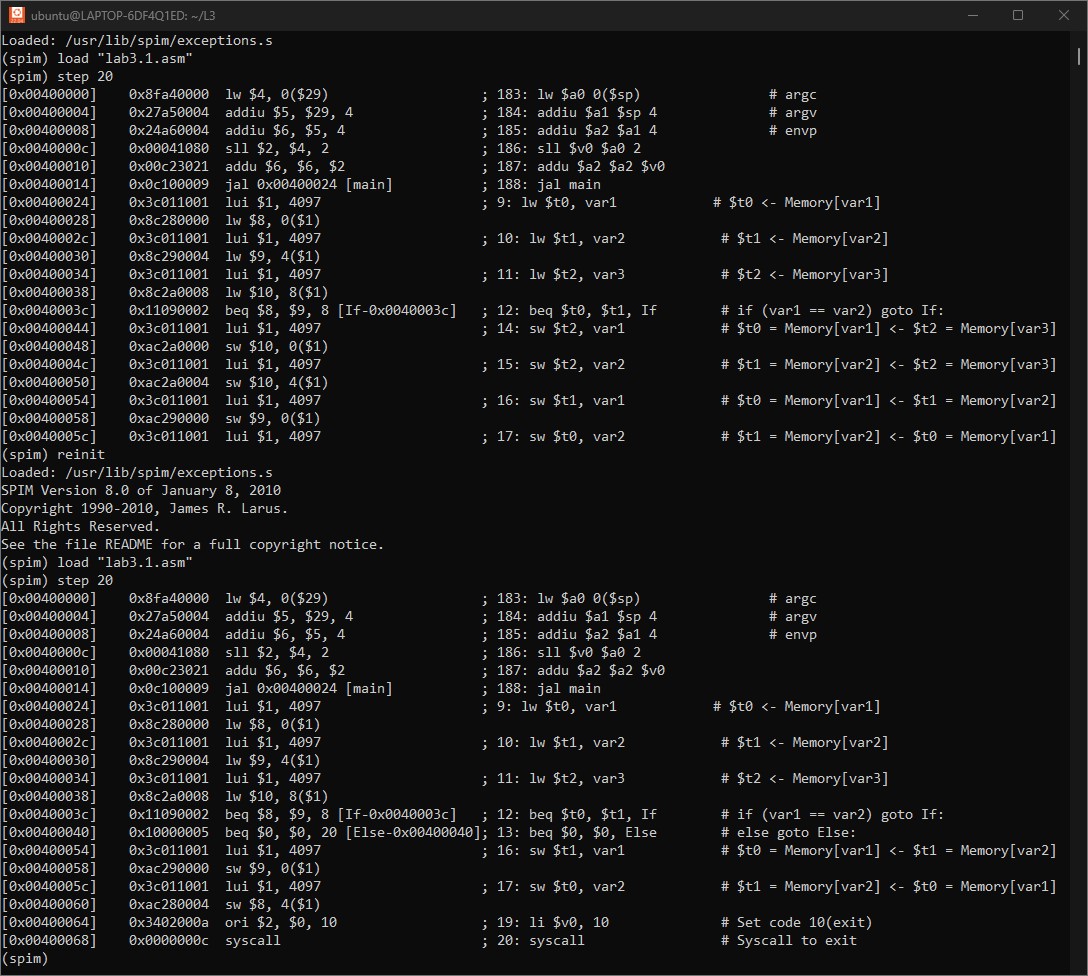 ubuntu@LAPTOP-6DF4Q1ED: ~/L3
Loaded: /usr/lib/spim/exceptions.s
(spim) load "lab3.1.asm"
(spim) step 20
[0x00400000]    0x8fa40000  lw $4, 0($29)                   ; 183: lw $a0 0($sp)                # argc
[0x00400004]    0x27a50004  addiu $5, $29, 4                ; 184: addiu $a1 $sp 4              # argv
[0x00400008]    0x24a60004  addiu $6, $5, 4                 ; 185: addiu $a2 $a1 4              # envp
[0x0040000c]    0x00041080  sll $2, $4, 2                   ; 186: sll $v0 $a0 2
[0x00400010]    0x00c23021  addu $6, $6, $2                 ; 187: addu $a2 $a2 $v0
[0x00400014]    0x0c100009  jal 0x00400024 [main]           ; 188: jal main
[0x00400024]    0x3c011001  lui $1, 4097                    ; 9: lw $t0, var1            # $t0 <- Memory[var1]
[0x00400028]    0x8c280000  lw $8, 0($1)
[0x0040002c]    0x3c011001  lui $1, 4097                    ; 10: lw $t1, var2            # $t1 <- Memory[var2]
[0x00400030]    0x8c290004  lw $9, 4($1)
[0x00400034]    0x3c011001  lui $1, 4097                    ; 11: lw $t2, var3            # $t2 <- Memory[var3]
[0x00400038]    0x8c2a0008  lw $10, 8($1)
[0x0040003c]    0x11090002  beq $8, $9, 8 [If-0x0040003c]   ; 12: beq $t0, $t1, If        # if (var1 == var2) goto If:
[0x00400044]    0x3c011001  lui $1, 4097                    ; 14: sw $t2, var1            # $t0 = Memory[var1] <- $t2 = Memory[var3]
[0x00400048]    0xac2a0000  sw $10, 0($1)
[0x0040004c]    0x3c011001  lui $1, 4097                    ; 15: sw $t2, var2            # $t1 = Memory[var2] <- $t2 = Memory[var3]
[0x00400050]    0xac2a0004  sw $10, 4($1)
[0x00400054]    0x3c011001  lui $1, 4097                    ; 16: sw $t1, var1            # $t0 = Memory[var1] <- $t1 = Memory[var2]
[0x00400058]    0xac290000  sw $9, 0($1)
[0x0040005c]    0x3c011001  lui $1, 4097                    ; 17: sw $t0, var2            # $t1 = Memory[var2] <- $t0 = Memory[var1]
(spim) reinit
Loaded: /usr/lib/spim/exceptions.s
SPIM Version 8.0 of January 8, 2010
Copyright 1990-2010, James R. Larus.
All Rights Reserved.
See the file README for a full copyright notice.
(spim) load "lab3.1.asm"
(spim) step 20
[0x00400000]    0x8fa40000  lw $4, 0($29)                   ; 183: lw $a0 0($sp)                # argc
[0x00400004]    0x27a50004  addiu $5, $29, 4                ; 184: addiu $a1 $sp 4              # argv
[0x00400008]    0x24a60004  addiu $6, $5, 4                 ; 185: addiu $a2 $a1 4              # envp
[0x0040000c]    0x00041080  sll $2, $4, 2                   ; 186: sll $v0 $a0 2
[0x00400010]    0x00c23021  addu $6, $6, $2                 ; 187: addu $a2 $a2 $v0
[0x00400014]    0x0c100009  jal 0x00400024 [main]           ; 188: jal main
[0x00400024]    0x3c011001  lui $1, 4097                    ; 9: lw $t0, var1            # $t0 <- Memory[var1]
[0x00400028]    0x8c280000  lw $8, 0($1)
[0x0040002c]    0x3c011001  lui $1, 4097                    ; 10: lw $t1, var2            # $t1 <- Memory[var2]
[0x00400030]    0x8c290004  lw $9, 4($1)
[0x00400034]    0x3c011001  lui $1, 4097                    ; 11: lw $t2, var3            # $t2 <- Memory[var3]
[0x00400038]    0x8c2a0008  lw $10, 8($1)
[0x0040003c]    0x11090002  beq $8, $9, 8 [If-0x0040003c]   ; 12: beq $t0, $t1, If        # if (var1 == var2) goto If:
[0x00400040]    0x10000005  beq $0, $0, 20 [Else-0x00400040]; 13: beq $0, $0, Else        # else goto Else:
[0x00400054]    0x3c011001  lui $1, 4097                    ; 16: sw $t1, var1            # $t0 = Memory[var1] <- $t1 = Memory[var2]
[0x00400058]    0xac290000  sw $9, 0($1)
[0x0040005c]    0x3c011001  lui $1, 4097                    ; 17: sw $t0, var2            # $t1 = Memory[var2] <- $t0 = Memory[var1]
[0x00400060]    0xac280004  sw $8, 4($1)
[0x00400064]    0x3402000a  ori $2, $0, 10                  ; 19: li $v0, 10              # Set code 10(exit)
[0x00400068]    0x0000000c  syscall                         ; 20: syscall                 # Syscall to exit
(spim)